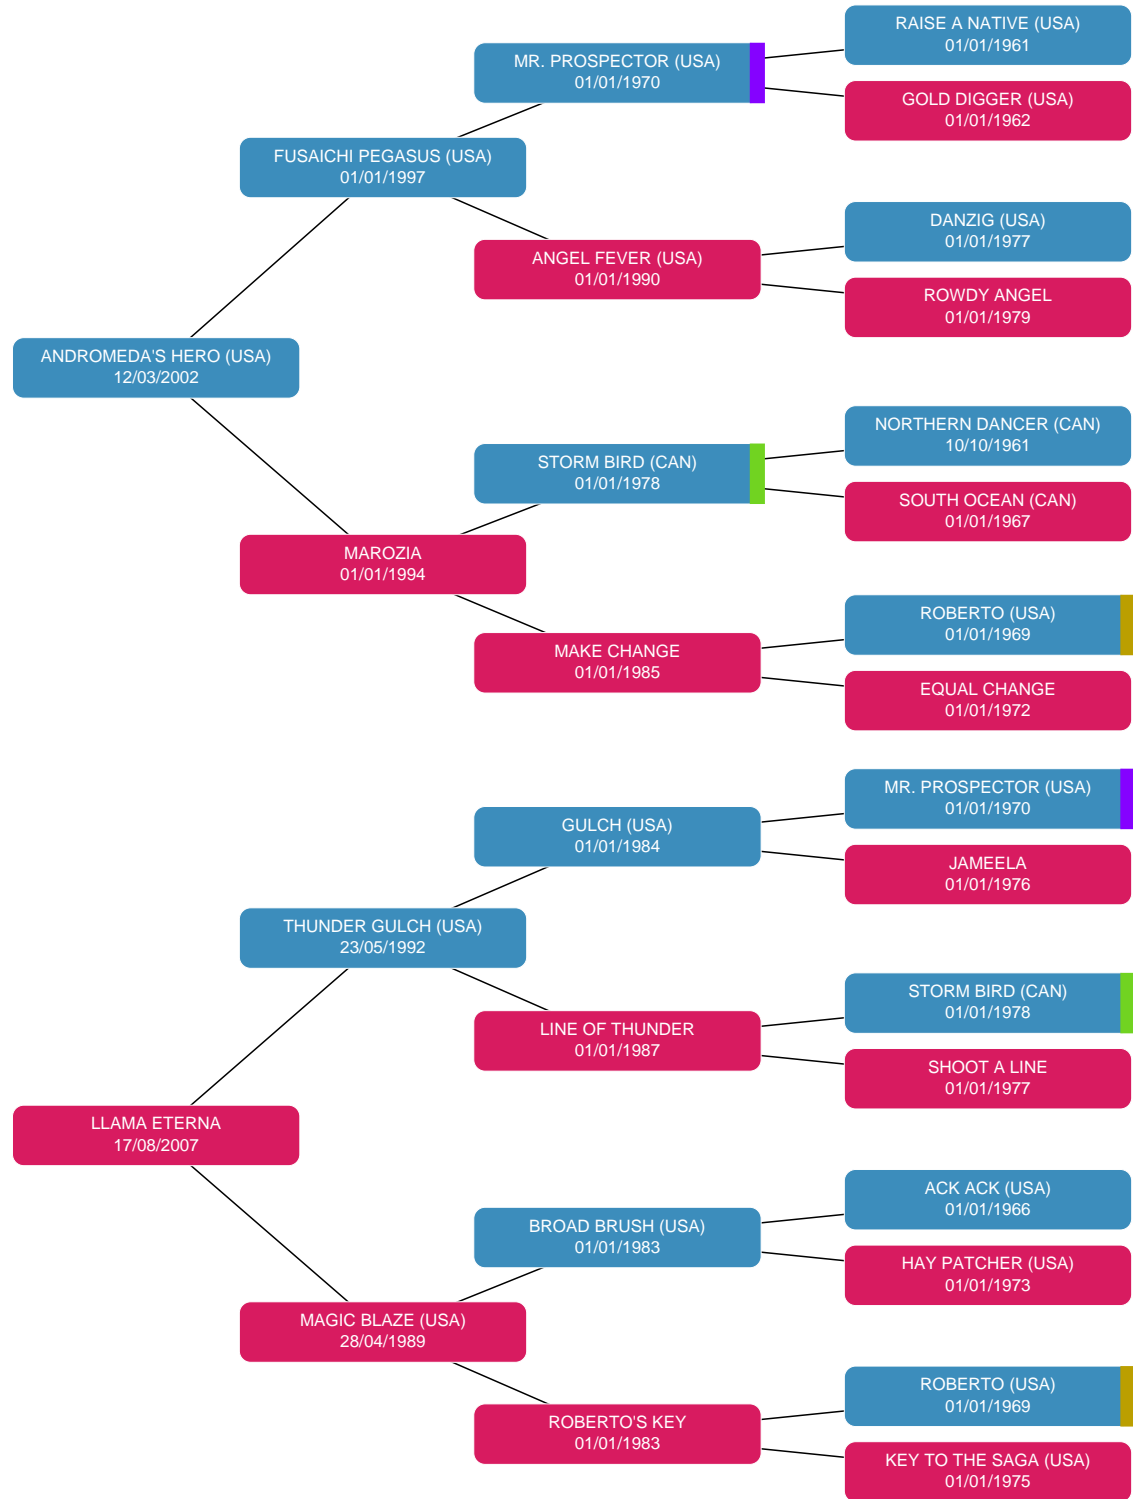 RAISE A NATIVE (USA)
01/01/1961
MR. PROSPECTOR (USA)
01/01/1970
GOLD DIGGER (USA)
01/01/1962
FUSAICHI PEGASUS (USA)
01/01/1997
DANZIG (USA)
01/01/1977
ANGEL FEVER (USA)
01/01/1990
ROWDY ANGEL
01/01/1979
ANDROMEDA'S HERO (USA)
12/03/2002
NORTHERN DANCER (CAN)
10/10/1961
STORM BIRD (CAN)
01/01/1978
SOUTH OCEAN (CAN)
01/01/1967
MAROZIA
01/01/1994
ROBERTO (USA)
01/01/1969
MAKE CHANGE
01/01/1985
EQUAL CHANGE
01/01/1972
MR. PROSPECTOR (USA)
01/01/1970
GULCH (USA)
01/01/1984
JAMEELA
01/01/1976
THUNDER GULCH (USA)
23/05/1992
STORM BIRD (CAN)
01/01/1978
LINE OF THUNDER
01/01/1987
SHOOT A LINE
01/01/1977
LLAMA ETERNA
17/08/2007
ACK ACK (USA)
01/01/1966
BROAD BRUSH (USA)
01/01/1983
HAY PATCHER (USA)
01/01/1973
MAGIC BLAZE (USA)
28/04/1989
ROBERTO (USA)
01/01/1969
ROBERTO'S KEY
01/01/1983
KEY TO THE SAGA (USA)
01/01/1975